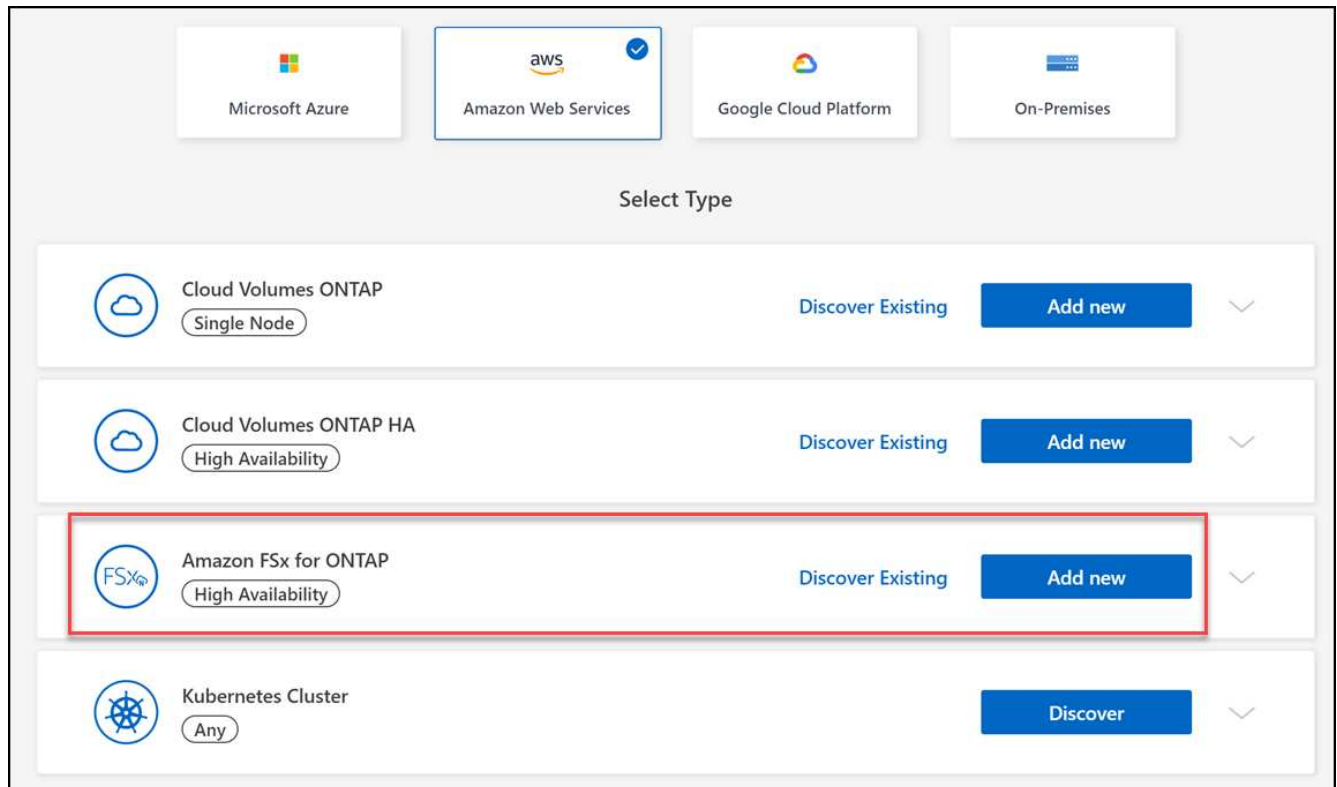 aws
Microsoft Azure
Amazon Web Services
Google Cloud Platform
On-Premises
Select Type
Cloud Volumes ONTAP
Single Node
Discover Existing
Add new
Cloud Volumes ONTAP HA
High Availability
Discover Existing
Add new
FSx
Amazon FSx for ONTAP
High Availability
Discover Existing
Add new
Kubernetes Cluster
Any
Discover